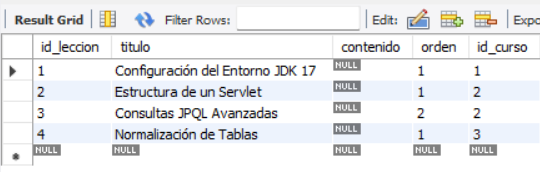 Result Grid Filter Rows: Edit: Expo
id_leccion titulo contenido orden id_curso
1 Configuración del Entorno JDK 17 NULL 1 1
2 Estructura de un Servlet NULL 1 2
3 Consultas JPQL Avanzadas NULL 2 2
4 Normalización de Tablas NULL 1 3
NULL NULL NULL NULL NULL